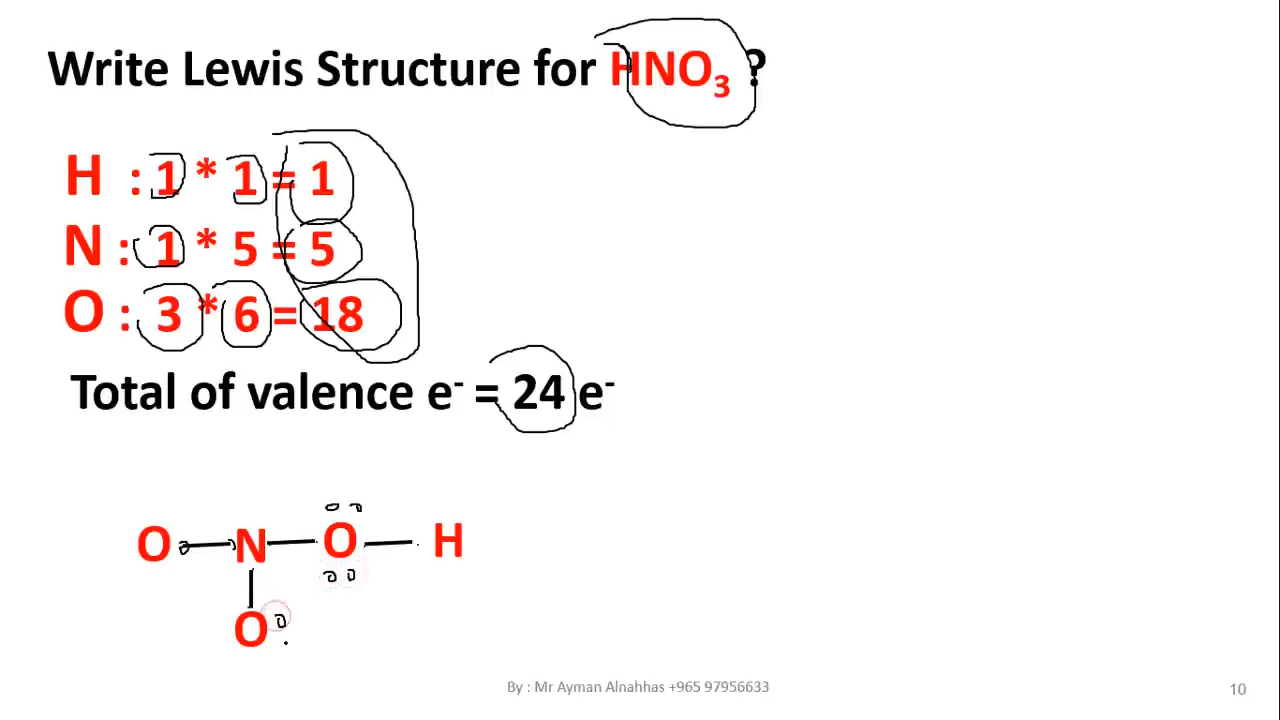 Write Lewis Structure for HNO₃ ?
H : 1 * 1 = 1
N : 1 * 5 = 5
O : 3 * 6 = 18
Total of valence e⁻ = 24 e⁻
O N O H
O
By : Mr Ayman Alnahhas +965 97956633
10